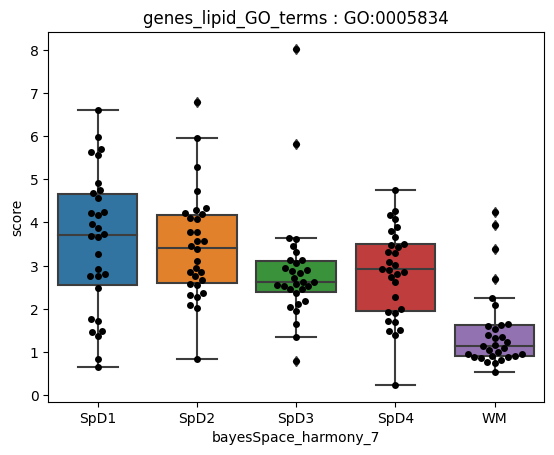 genes_lipid_GO_terms : GO:0005834
8
7
6
5
4
3
2
1
0
score
SpD1 SpD2 SpD3 SpD4 WM
bayesSpace_harmony_7